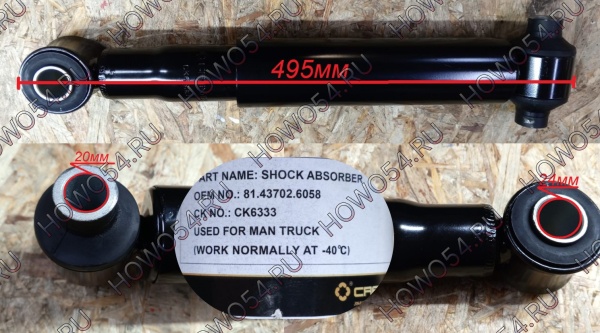 495мм
20мм
24мм
PART NAME: SHOCK ABSORBER
OEM NO.: 81.43702.6058
CK NO.: CK6333
USED FOR MAN TRUCK
(WORK NORMALLY AT -40℃)
HOWO54.RU